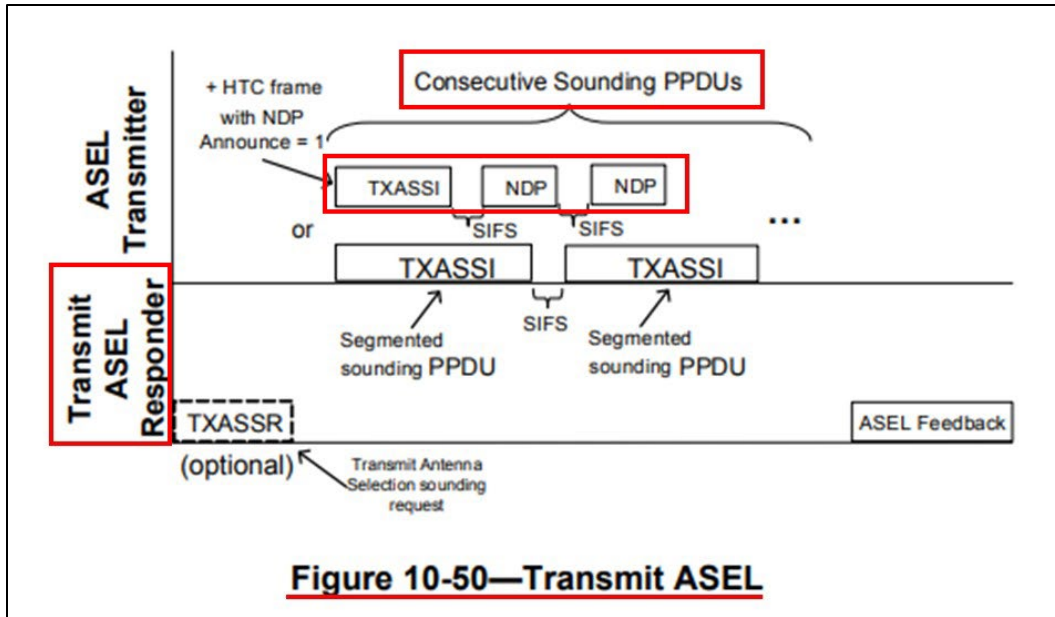 Consecutive Sounding PPDUs
+ HTC frame
with NDP
Announce = 1
ASEL
Transmitter
TXASSI
NDP
NDP
SIFS
SIFS
...
or
TXASSI
TXASSI
SIFS
Segmented
sounding PPDU
Segmented
sounding PPDU
Transmit
ASEL
Responder
TXASSR
(optional)
Transmit Antenna
Selection sounding
request
ASEL Feedback
Figure 10-50—Transmit ASEL